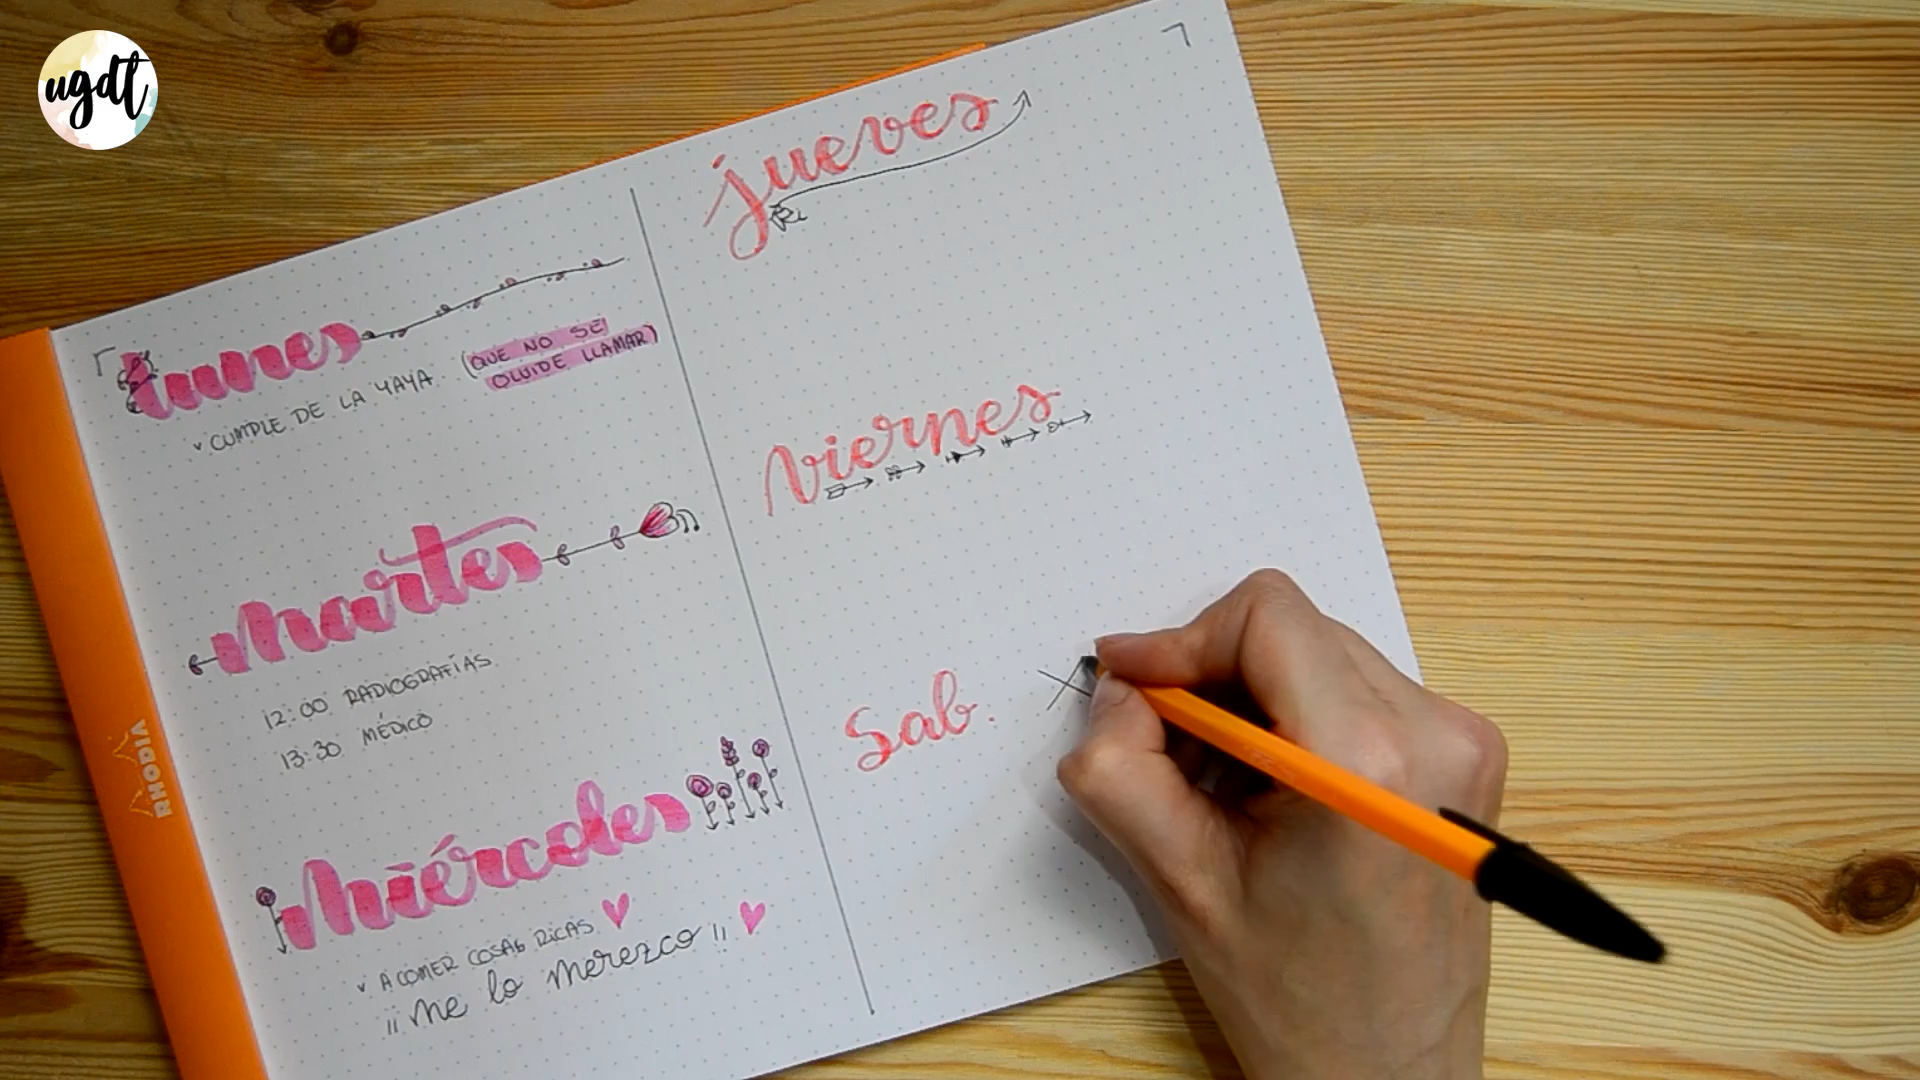 ugdt
lunes
CUMPLE DE LA YAYA (QUE NO SE
OLVIDE LLAMAR)
martes
12:00 RADIOGRAFÍAS
13:30 MÉDICO
miércoles
A COMER COSAS RICAS
¡¡Me lo merezco!!
jueves
Viernes
Sab.
RHODIA